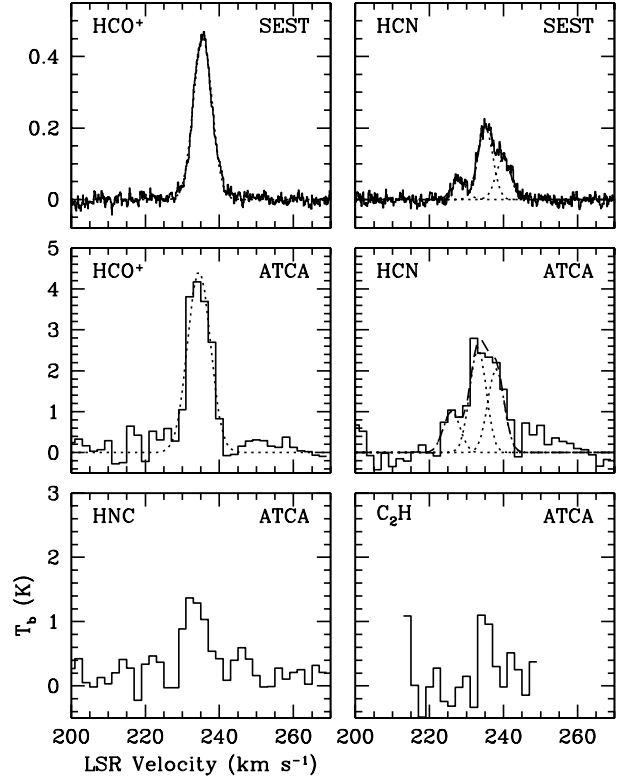 HCO⁺ SEST
HCN SEST
0.4
0.2
0
HCO⁺ ATCA
HCN ATCA
5
4
3
2
1
0
HNC ATCA
C₂H ATCA
3
2
1
0
T_b (K)
200 220 240 260
200 220 240 260
LSR Velocity (km s⁻¹)